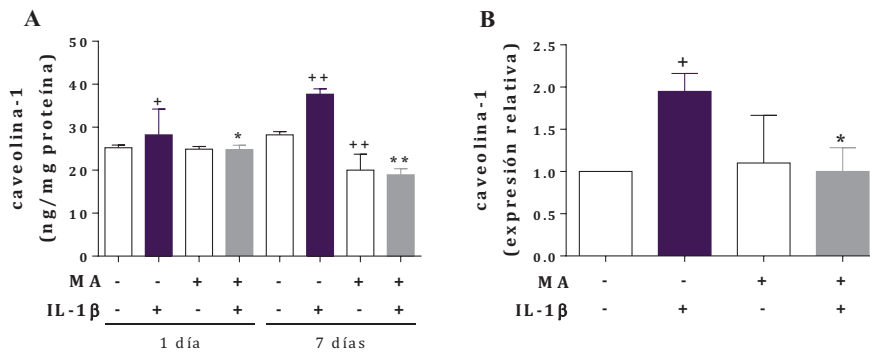 A
caveolina-1
(ng/mg proteína)
50
40
30
20
10
0
+
*
++
++
**
MA - - + + - - + +
IL-1β - + - + - + - +
1 día 7 días
B
caveolina-1
(expresión relativa)
2.5
2.0
1.5
1.0
0.5
0.0
+
*
MA - - + +
IL-1β - + - +